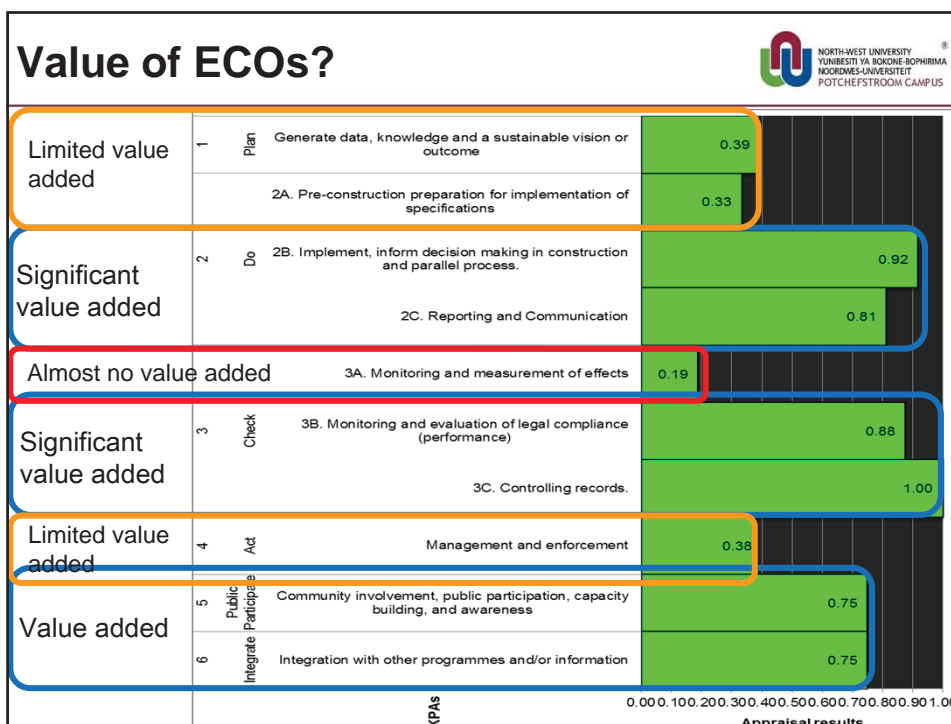 Value of ECOs?
®
NORTH-WEST UNIVERSITY
YUNIBESITI YA BOKONE-BOPHIRIMA
NOORDWES-UNIVERSITEIT
POTCHEFSTROOM CAMPUS
Limited value
added
1
Plan
Generate data, knowledge and a sustainable vision or
outcome
0.39
2A. Pre-construction preparation for implementation of
specifications
0.33
Significant
value added
2
Do
2B. Implement, inform decision making in construction
and parallel process.
0.92
2C. Reporting and Communication
0.81
Almost no value added
3A. Monitoring and measurement of effects
0.19
Significant
value added
3
Check
3B. Monitoring and evaluation of legal compliance
(performance)
0.88
3C. Controlling records.
1.00
Limited value
added
4
Act
Management and enforcement
0.38
Value added
5
Public
Participate
Community involvement, public participation, capacity
building, and awareness
0.75
6
Integrate
Integration with other programmes and/or information
0.75
KPAs
0.00 0.10 0.20 0.30 0.40 0.50 0.60 0.70 0.80 0.90 1.00
Appraisal results